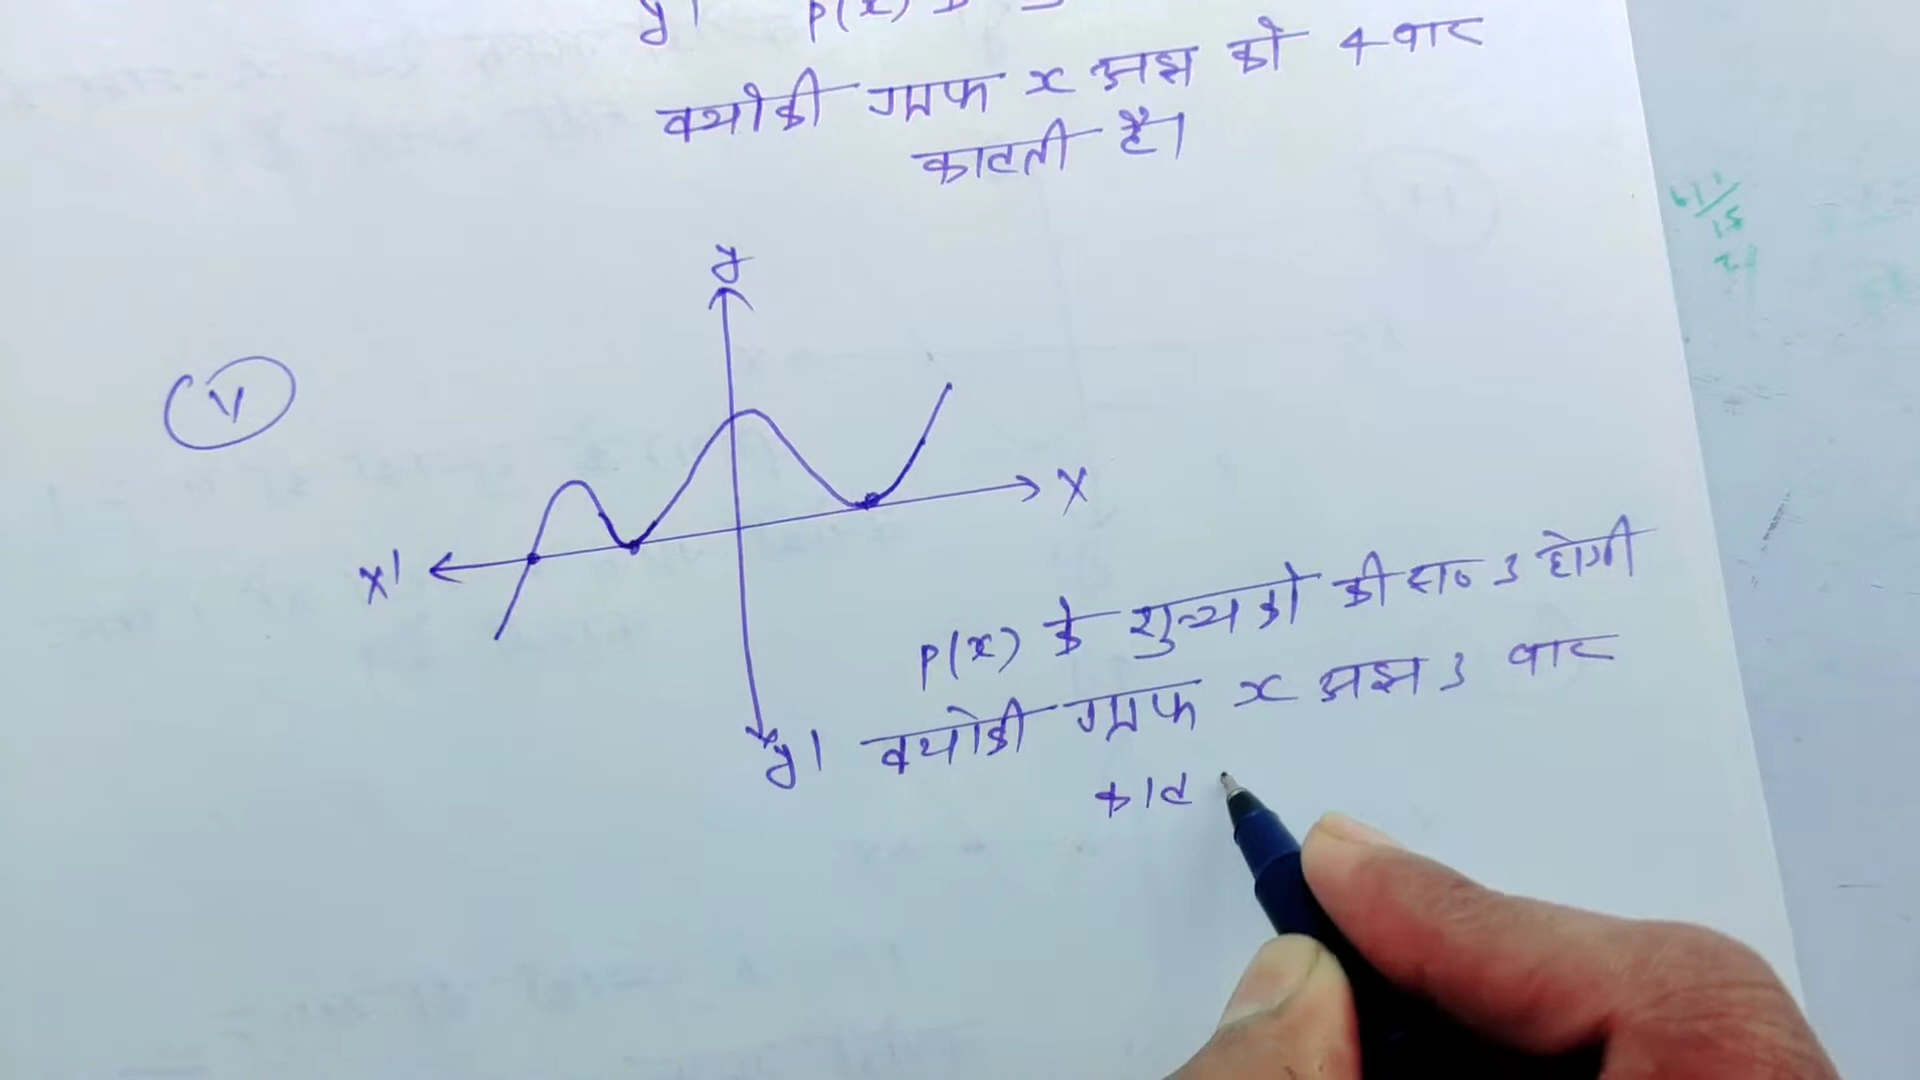 y' p(x)
क्योकी ग्राफ x अक्ष को 4 बार
काटती है।
y
V
X
X'
p(x) के शुन्यको की सं० 3 होगी
y' क्योकी ग्राफ x अक्ष 3 बार
काट